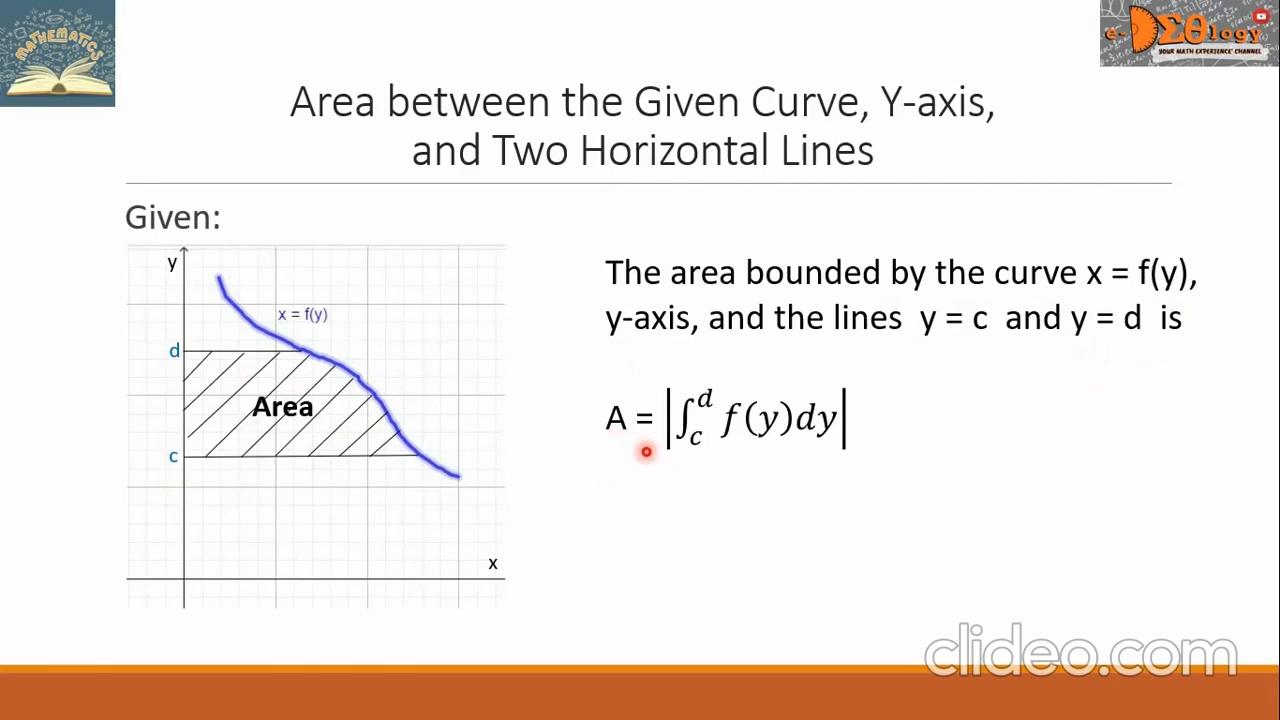 MATHEMATICS
e-DΣθlogy
YOUR MATH EXPERIENCE CHANNEL
Area between the Given Curve, Y-axis,
and Two Horizontal Lines
Given:
y
x = f(y)
d
Area
c
x
The area bounded by the curve x = f(y),
y-axis, and the lines y = c and y = d is
A = |∫_c^d f(y)dy|
clideo.com